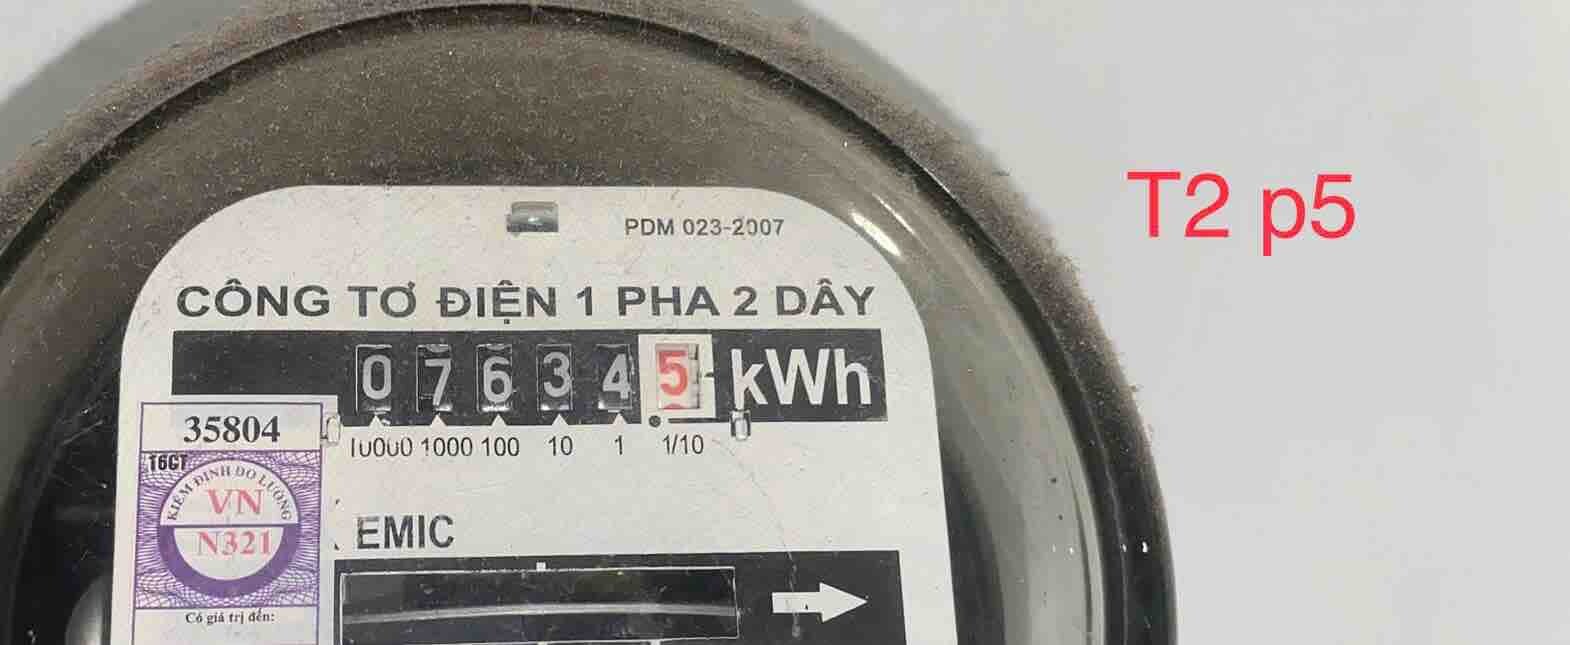 PDM 023-2007
T2 p5
CÔNG TƠ ĐIỆN 1 PHA 2 DÂY
0 7 6 3 4 5 kWh
10000 1000 100 10 1 1/10
35804
T6CT
KIỂM ĐỊNH ĐO LƯỜNG
VN
N321
Có giá trị đến:
EMIC